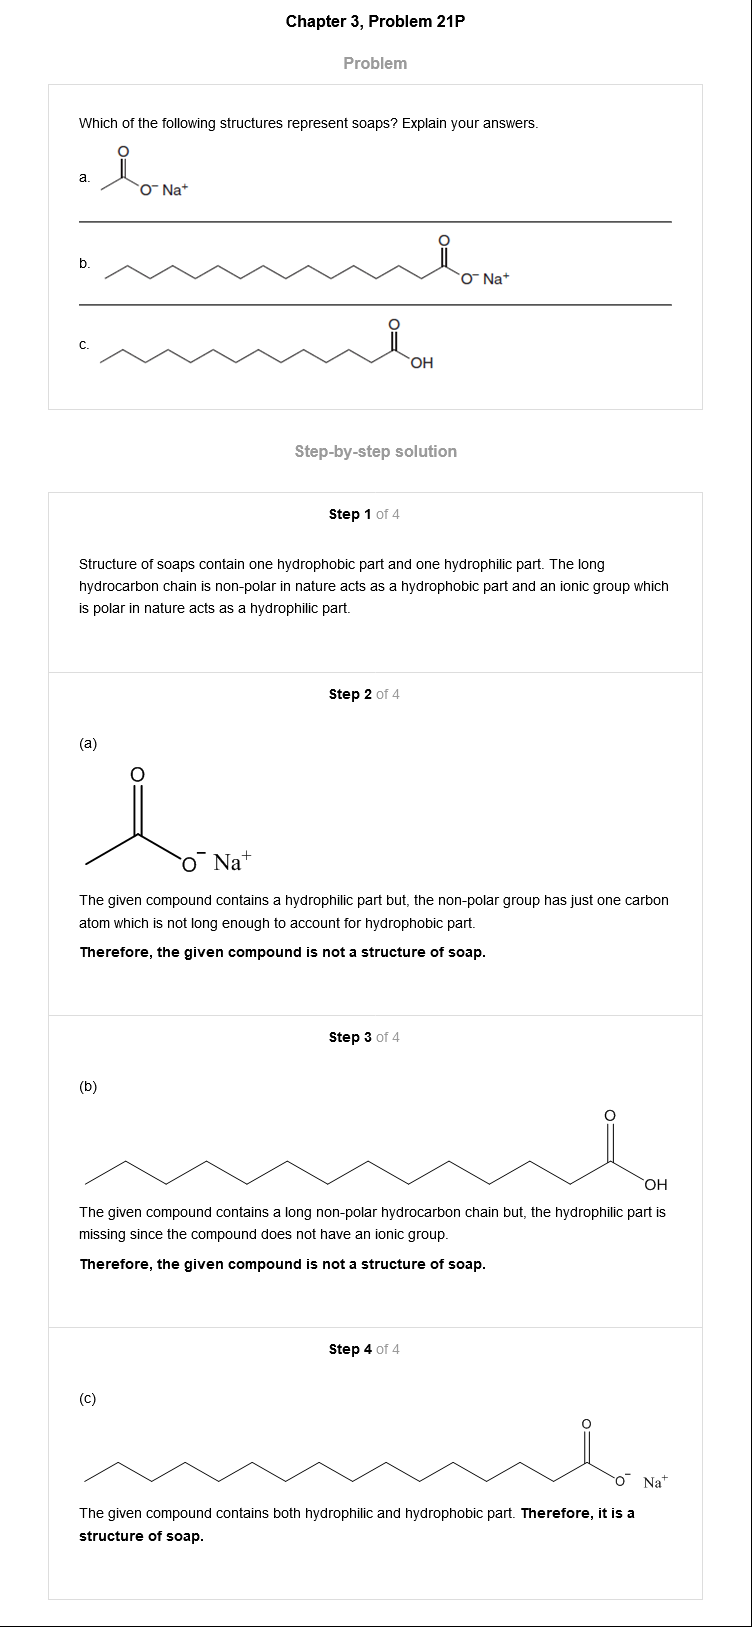 Chapter 3, Problem 21P
Problem
Which of the following structures represent soaps? Explain your answers.
a.
O
O⁻ Na⁺
b.
O
O⁻ Na⁺
c.
O
OH
Step-by-step solution
Step 1 of 4
Structure of soaps contain one hydrophobic part and one hydrophilic part. The long
hydrocarbon chain is non-polar in nature acts as a hydrophobic part and an ionic group which
is polar in nature acts as a hydrophilic part.
Step 2 of 4
(a)
O
O⁻ Na⁺
The given compound contains a hydrophilic part but, the non-polar group has just one carbon
atom which is not long enough to account for hydrophobic part.
Therefore, the given compound is not a structure of soap.
Step 3 of 4
(b)
O
OH
The given compound contains a long non-polar hydrocarbon chain but, the hydrophilic part is
missing since the compound does not have an ionic group.
Therefore, the given compound is not a structure of soap.
Step 4 of 4
(c)
O
O⁻ Na⁺
The given compound contains both hydrophilic and hydrophobic part. Therefore, it is a
structure of soap.